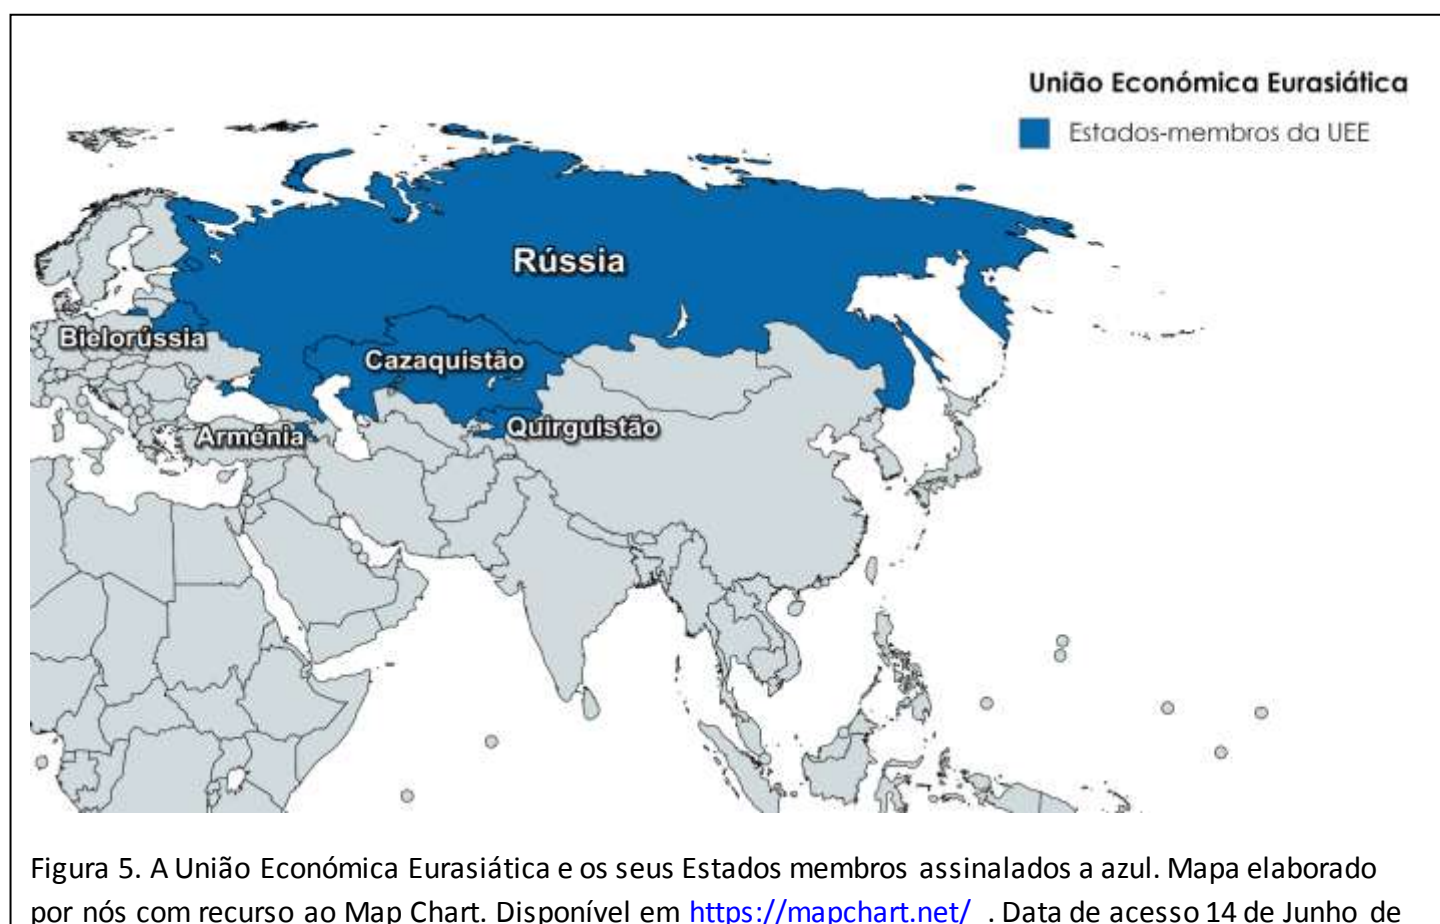 União Económica Eurasiática
Estados-membros da UEE
Rússia
Bielorússia
Cazaquistão
Arménia
Quirguistão
Figura 5. A União Económica Eurasiática e os seus Estados membros assinalados a azul. Mapa elaborado
por nós com recurso ao Map Chart. Disponível em https://mapchart.net/ . Data de acesso 14 de Junho de